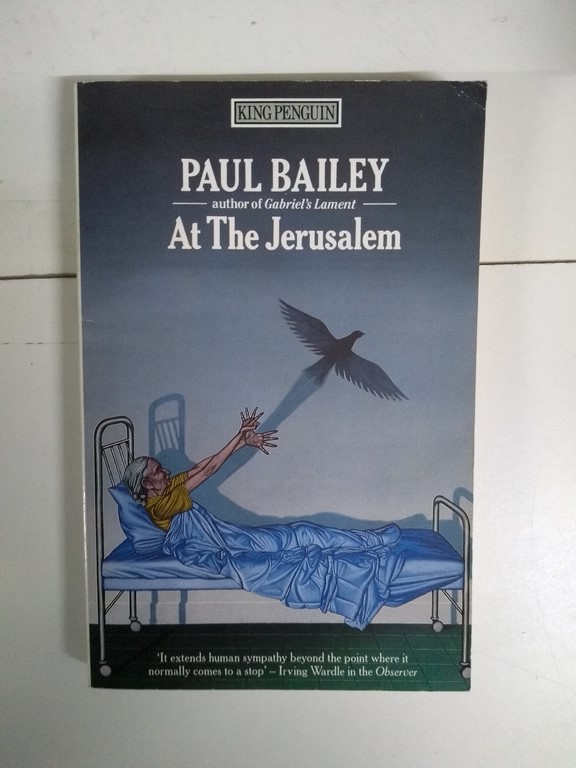 KING PENGUIN
PAUL BAILEY
author of Gabriel's Lament
At The Jerusalem
'It extends human sympathy beyond the point where it
normally comes to a stop' – Irving Wardle in the Observer